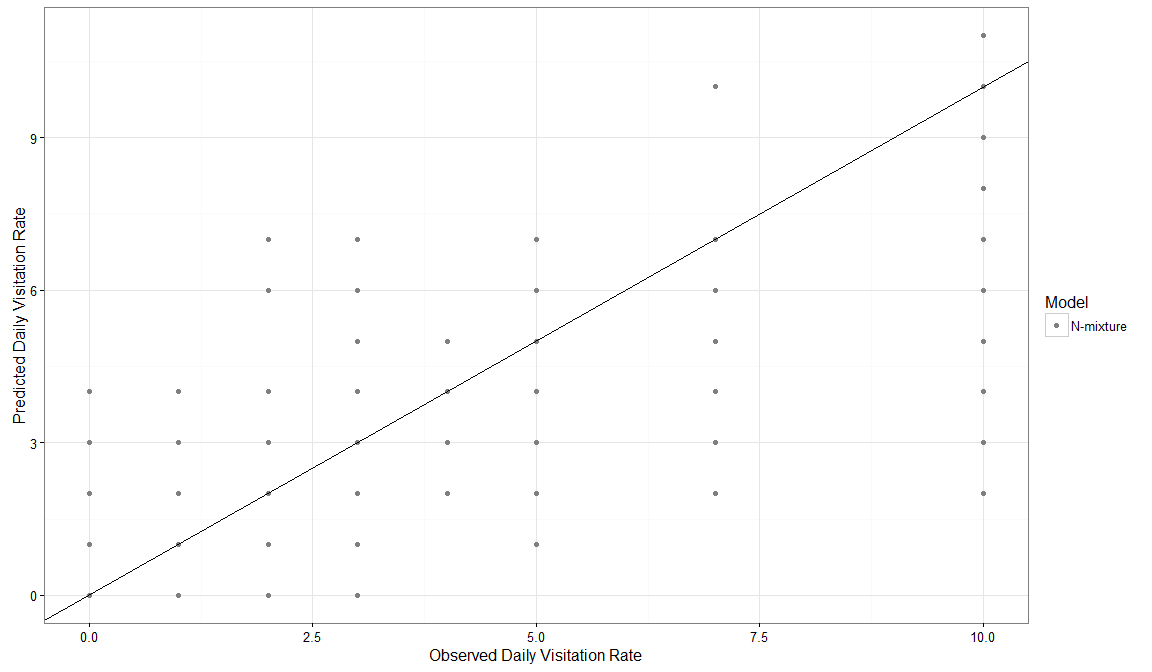 Predicted Daily Visitation Rate
9
6
3
0
0.0 2.5 5.0 7.5 10.0
Observed Daily Visitation Rate
Model
N-mixture